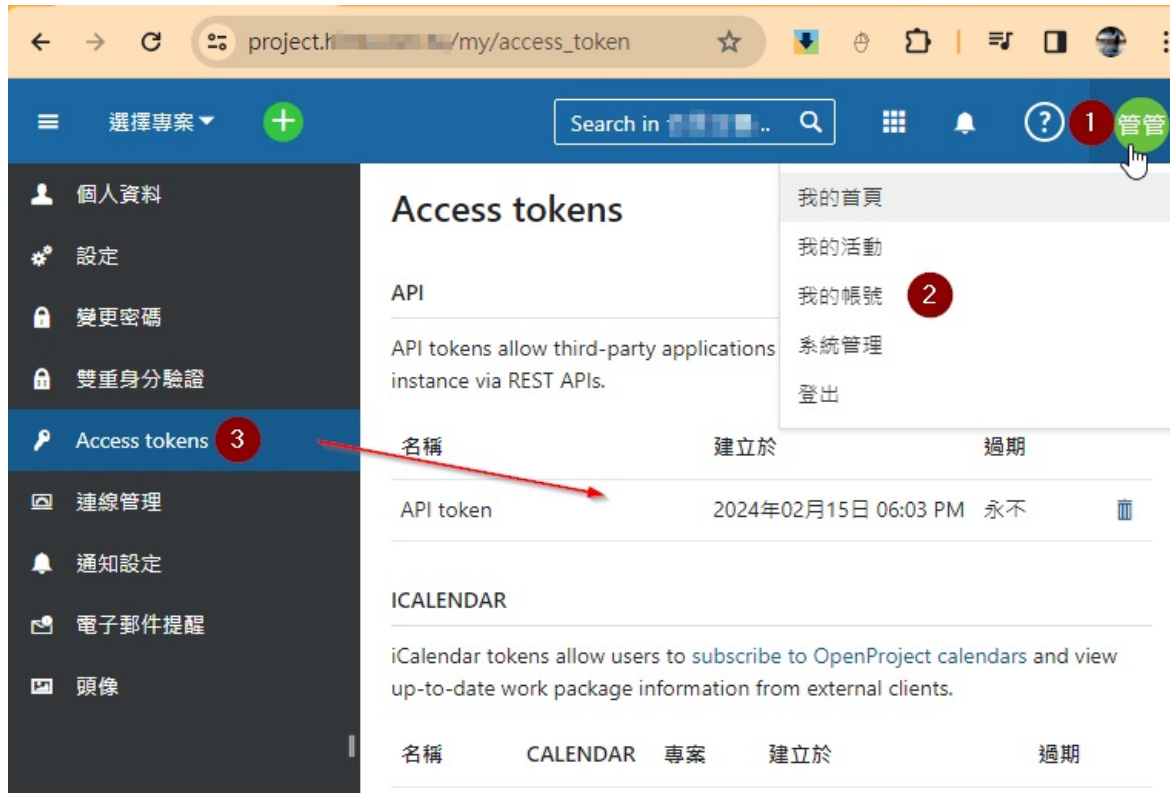 project.h /my/access_token
選擇專案
Search in ..
1
管管
個人資料
設定
變更密碼
雙重身分驗證
Access tokens 3
連線管理
通知設定
電子郵件提醒
頭像
我的首頁
我的活動
我的帳號 2
系統管理
登出
Access tokens
API
API tokens allow third-party applications
instance via REST APIs.
名稱 建立於 過期
API token 2024年02月15日 06:03 PM 永不
ICALENDAR
iCalendar tokens allow users to subscribe to OpenProject calendars and view
up-to-date work package information from external clients.
名稱 CALENDAR 專案 建立於 過期